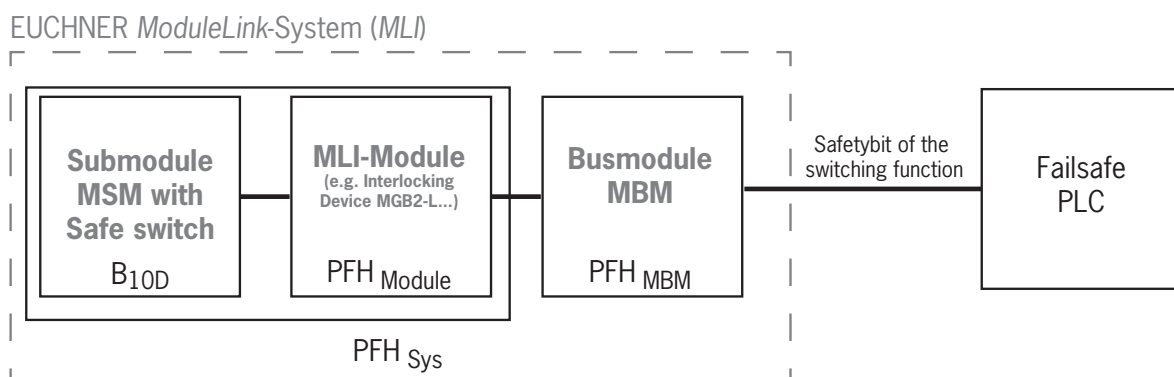 EUCHNER ModuleLink-System (MLI)
Submodule
MSM with
Safe switch
B10D
MLI-Module
(e.g. Interlocking
Device MGB2-L...)
PFH Module
Busmodule
MBM
PFH MBM
PFH Sys
Safetybit of the
switching function
Failsafe
PLC